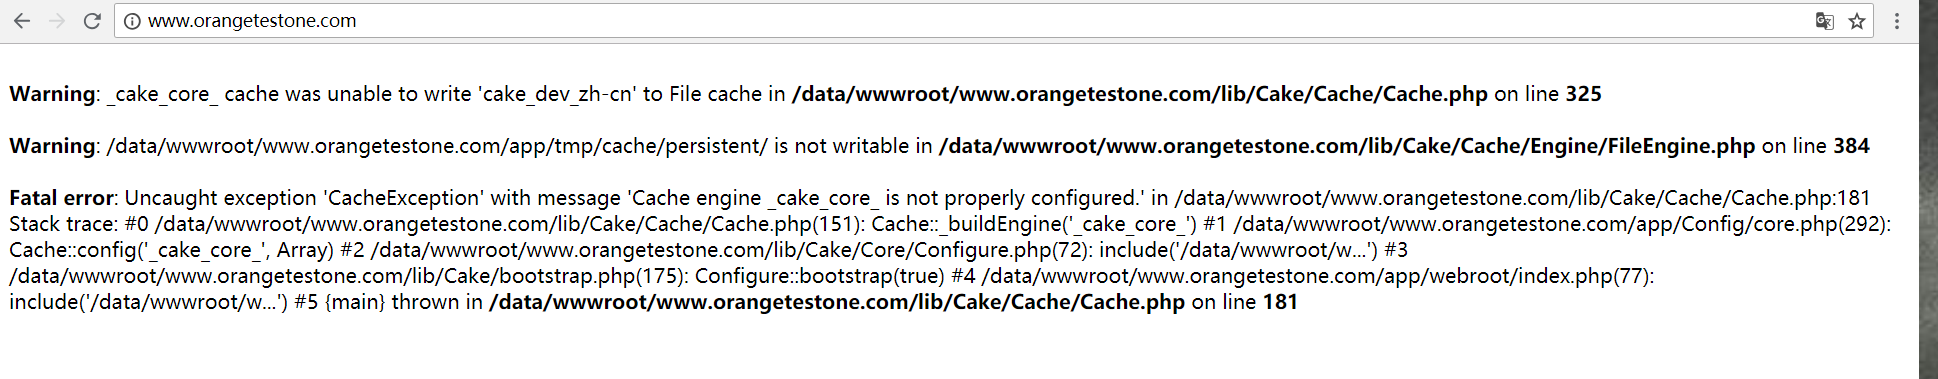 www.orangetestone.com
Warning: _cake_core_ cache was unable to write 'cake_dev_zh-cn' to File cache in /data/wwwroot/www.orangetestone.com/lib/Cake/Cache/Cache.php on line 325
Warning: /data/wwwroot/www.orangetestone.com/app/tmp/cache/persistent/ is not writable in /data/wwwroot/www.orangetestone.com/lib/Cake/Cache/Engine/FileEngine.php on line 384
Fatal error: Uncaught exception 'CacheException' with message 'Cache engine _cake_core_ is not properly configured.' in /data/wwwroot/www.orangetestone.com/lib/Cake/Cache/Cache.php:181
Stack trace: #0 /data/wwwroot/www.orangetestone.com/lib/Cake/Cache/Cache.php(151): Cache::_buildEngine('_cake_core_') #1 /data/wwwroot/www.orangetestone.com/app/Config/core.php(292):
Cache::config('_cake_core_', Array) #2 /data/wwwroot/www.orangetestone.com/lib/Cake/Core/Configure.php(72): include('/data/wwwroot/w...') #3
/data/wwwroot/www.orangetestone.com/lib/Cake/bootstrap.php(175): Configure::bootstrap(true) #4 /data/wwwroot/www.orangetestone.com/app/webroot/index.php(77):
include('/data/wwwroot/w...') #5 {main} thrown in /data/wwwroot/www.orangetestone.com/lib/Cake/Cache/Cache.php on line 181